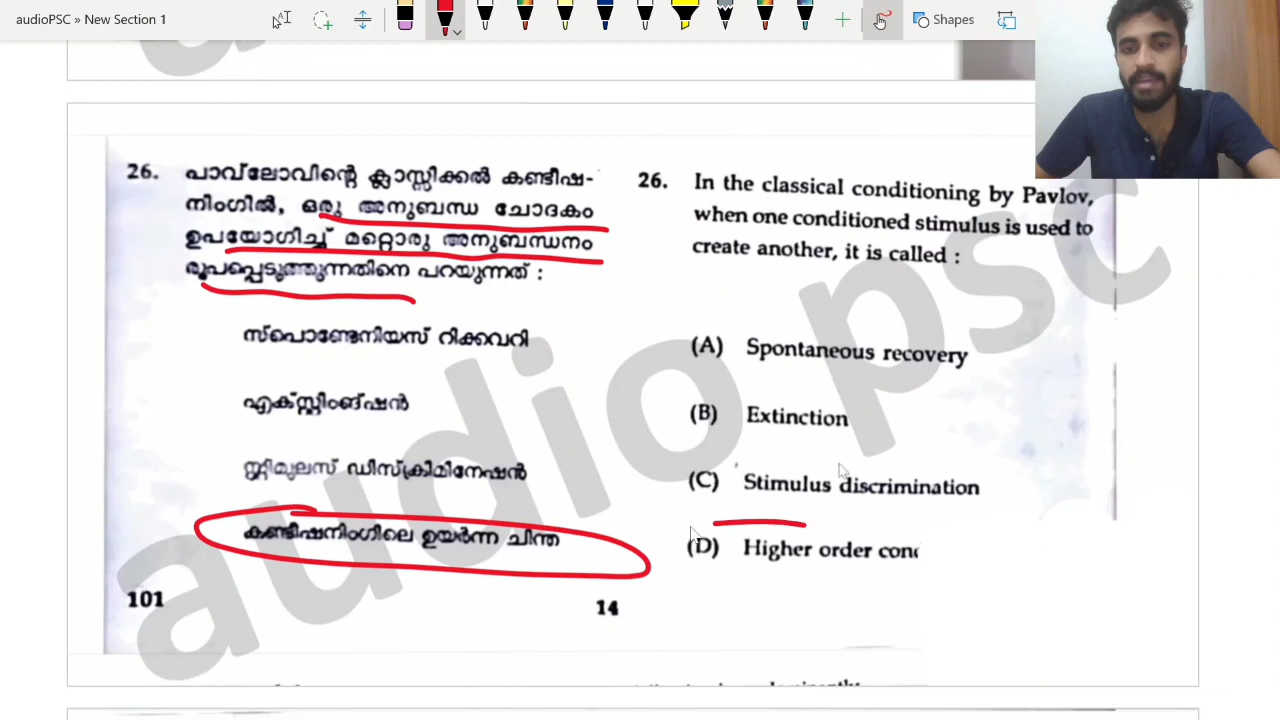 audioPSC » New Section 1
Shapes
26. പാവ്‌ലോവിന്റെ ക്ലാസ്സിക്കൽ കണ്ടീഷ-
നിംഗിൽ, ഒരു അനുബന്ധ ചോദകം
ഉപയോഗിച്ച് മറ്റൊരു അനുബന്ധനം
രൂപപ്പെടുത്തുന്നതിനെ പറയുന്നത് :
സ്പൊണ്ടേനിയസ് റിക്കവറി
എക്സ്റ്റിംങ്ഷൻ
സ്റ്റിമുലസ് ഡിസ്ക്രിമിനേഷൻ
കണ്ടീഷനിംഗിലെ ഉയർന്ന ചിന്ത
26. In the classical conditioning by Pavlov,
when one conditioned stimulus is used to
create another, it is called :
(A) Spontaneous recovery
(B) Extinction
(C) Stimulus discrimination
(D) Higher order con
101
14
audio psc